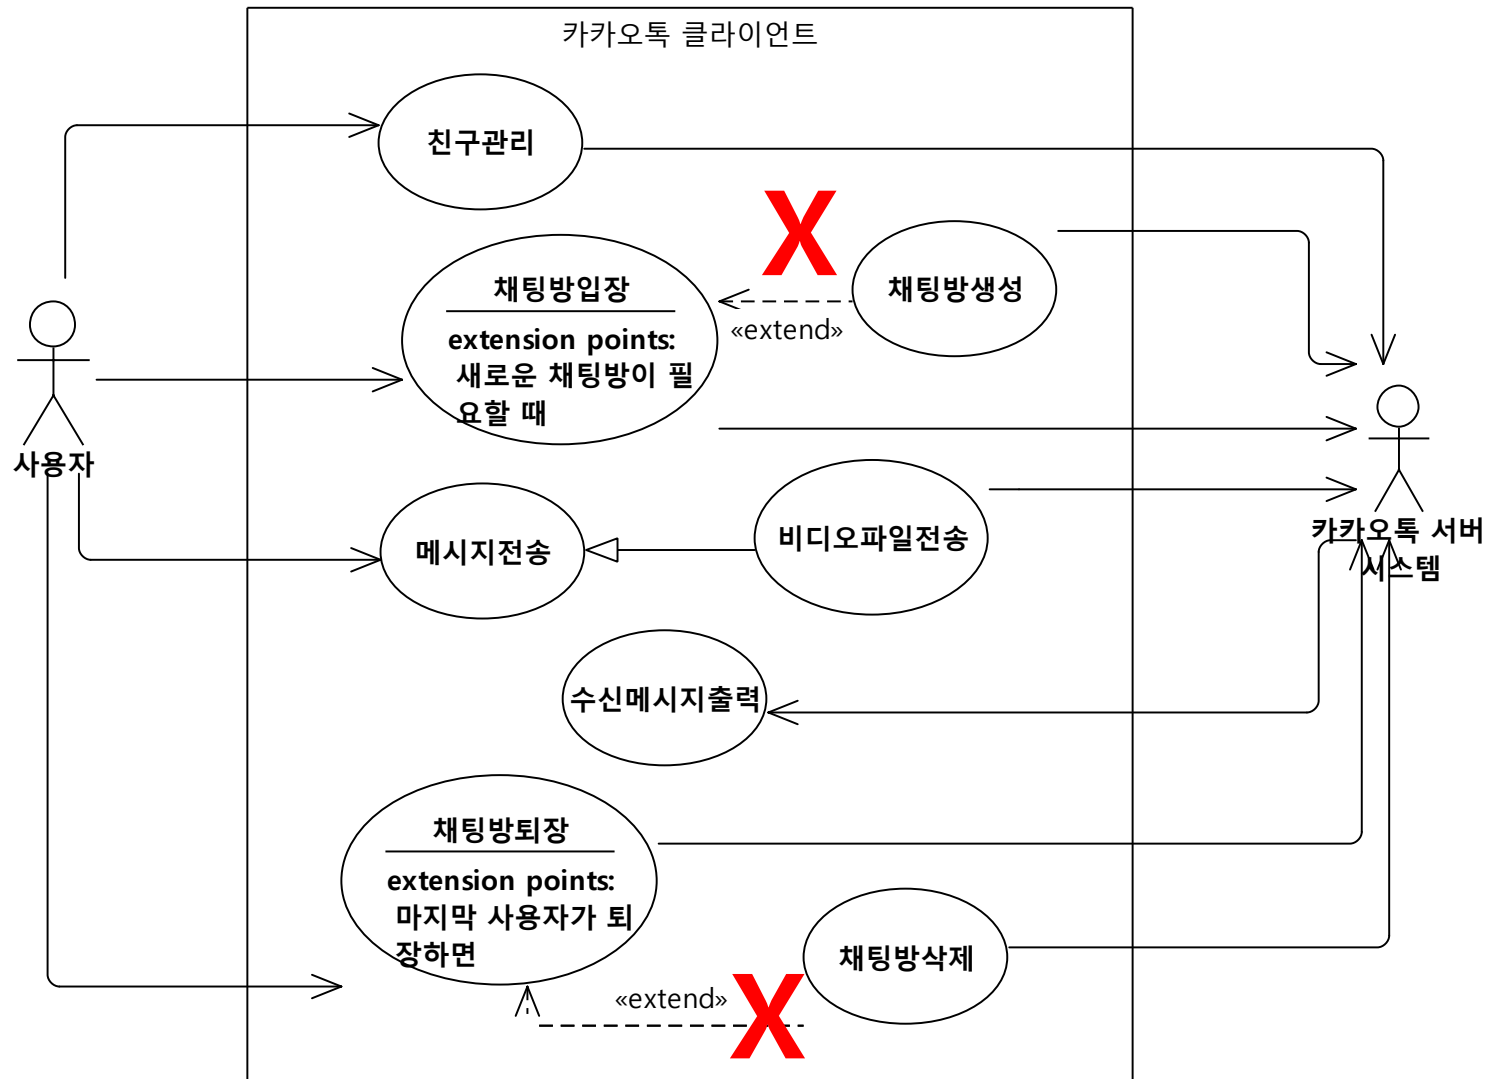 카카오톡 클라이언트
친구관리
X
채팅방입장
extension points:
새로운 채팅방이 필
요할 때
«extend»
채팅방생성
사용자
메시지전송
비디오파일전송
카카오톡 서버
시스템
수신메시지출력
채팅방퇴장
extension points:
마지막 사용자가 퇴
장하면
«extend»
X
채팅방삭제